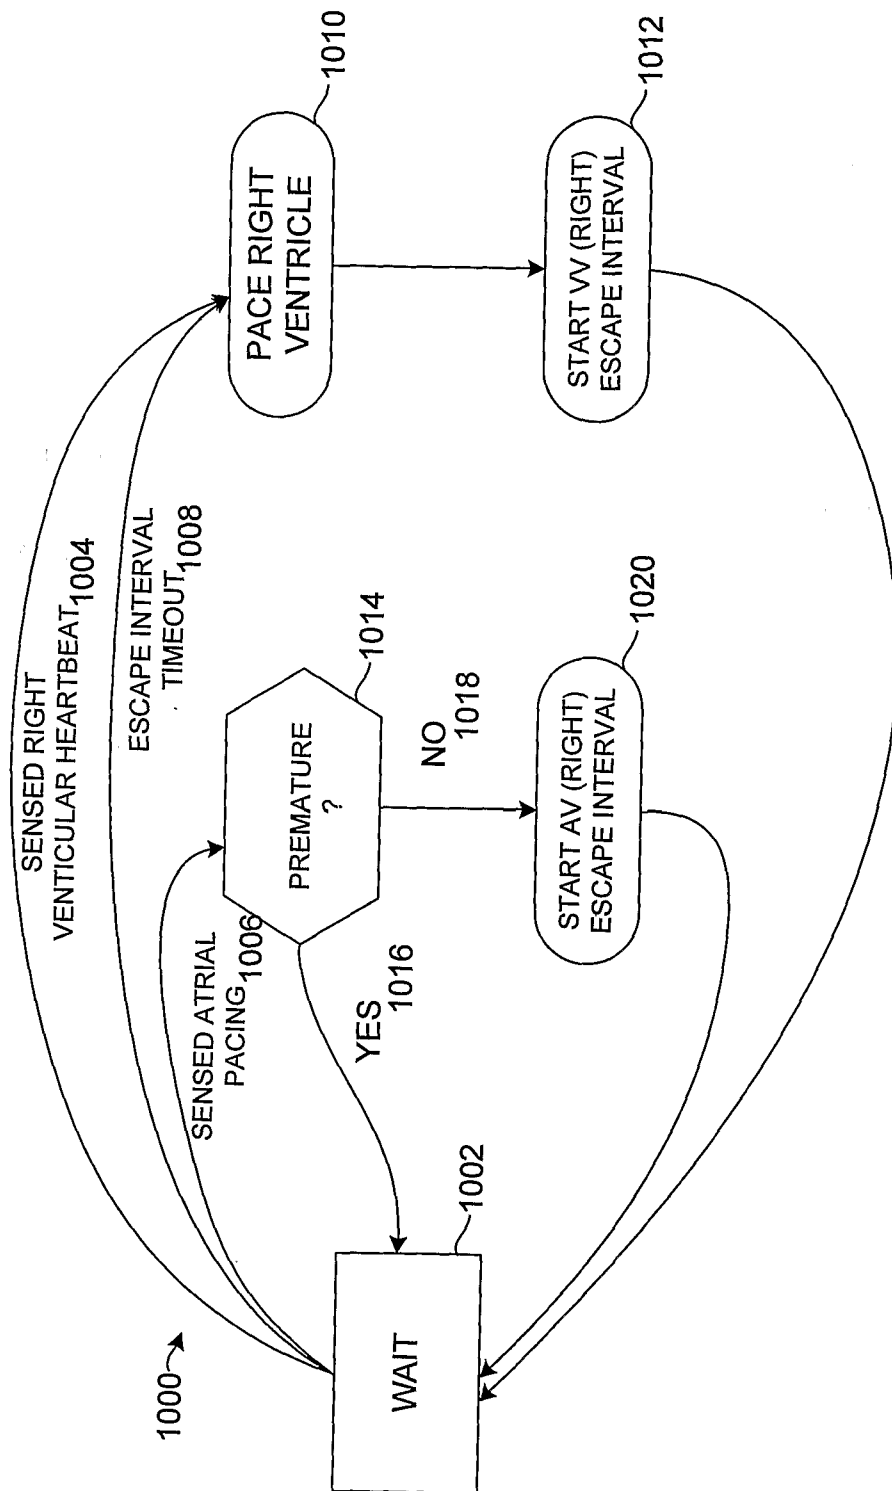 1000
WAIT
1002
SENSED RIGHT
VENTICULAR HEARTBEAT 1004
ESCAPE INTERVAL
TIMEOUT 1008
SENSED ATRIAL
PACING 1006
PREMATURE
?
1014
YES
1016
NO
1018
START AV (RIGHT)
ESCAPE INTERVAL
1020
PACE RIGHT
VENTRICLE
1010
START VV (RIGHT)
ESCAPE INTERVAL
1012